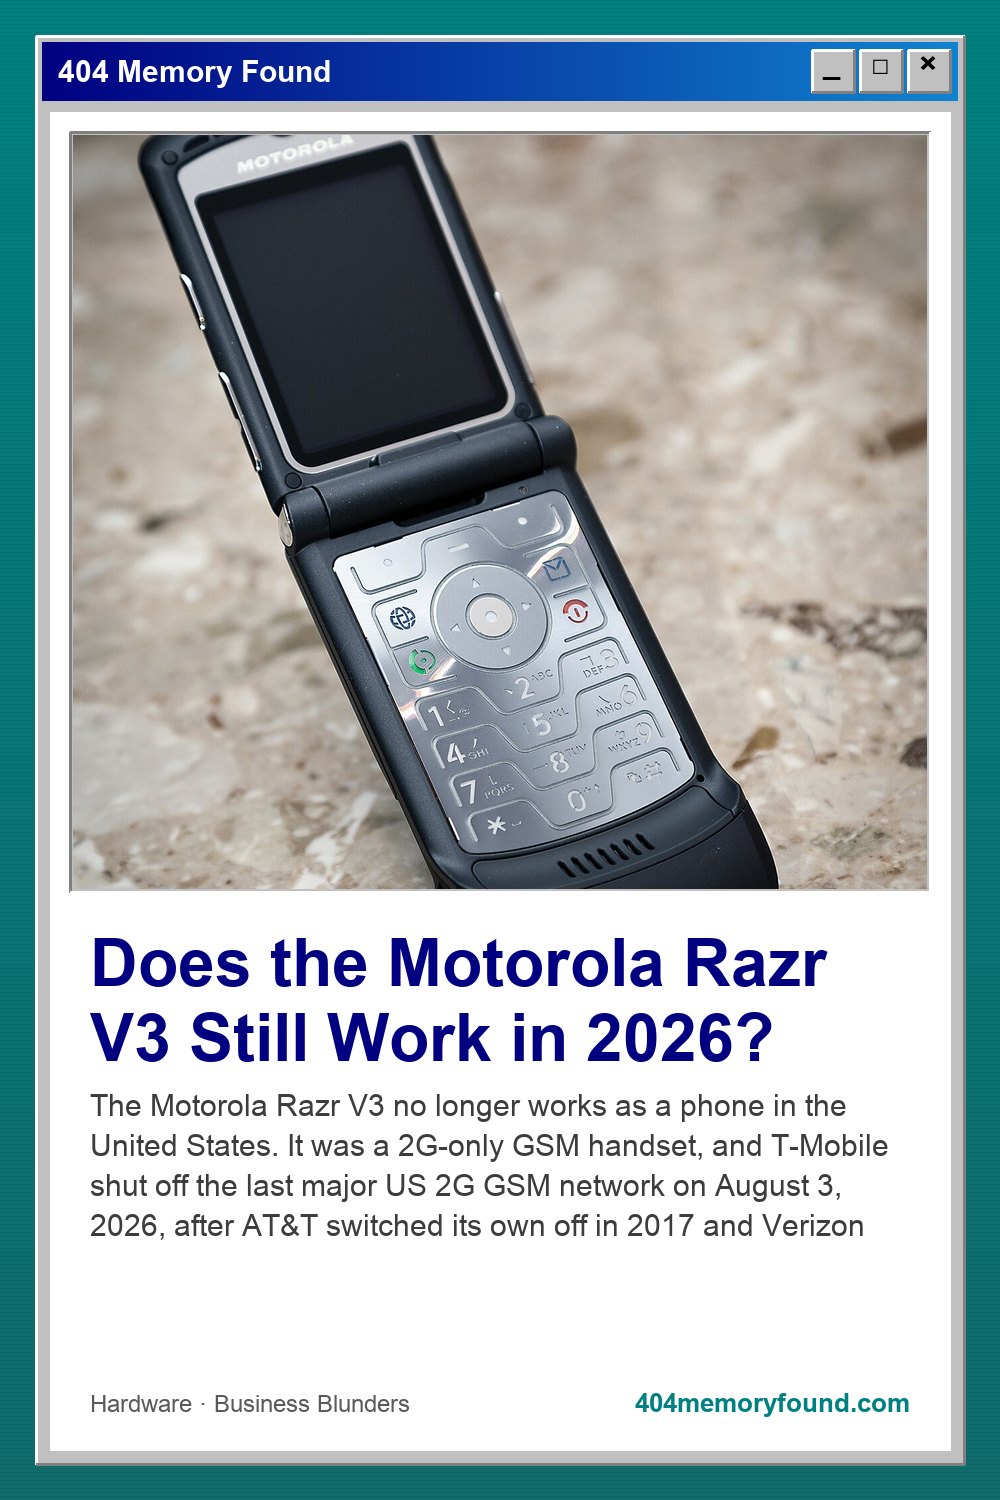 404 Memory Found
MOTOROLA
1
2 ABC
3 DEF
4 GHI
5 JKL
6 MNO
7 PQRS
8 TUV
9 WXYZ
*
0
#
Does the Motorola Razr
V3 Still Work in 2026?
The Motorola Razr V3 no longer works as a phone in the
United States. It was a 2G-only GSM handset, and T-Mobile
shut off the last major US 2G GSM network on August 3,
2026, after AT&T switched its own off in 2017 and Verizon
Hardware · Business Blunders
404memoryfound.com